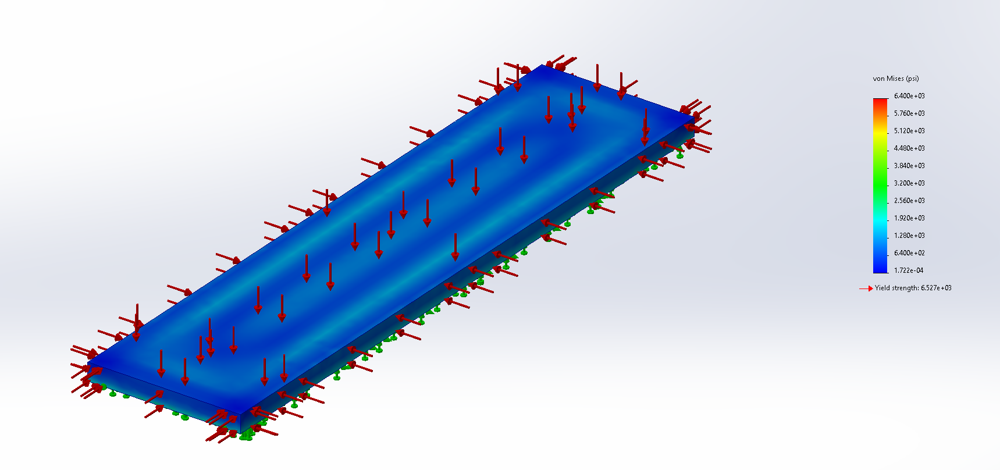 von Mises (psi)
6.400e+03
5.760e+03
5.120e+03
4.480e+03
3.840e+03
3.200e+03
2.560e+03
1.920e+03
1.280e+03
6.400e+02
1.722e-04
Yield strength: 6.527e+03